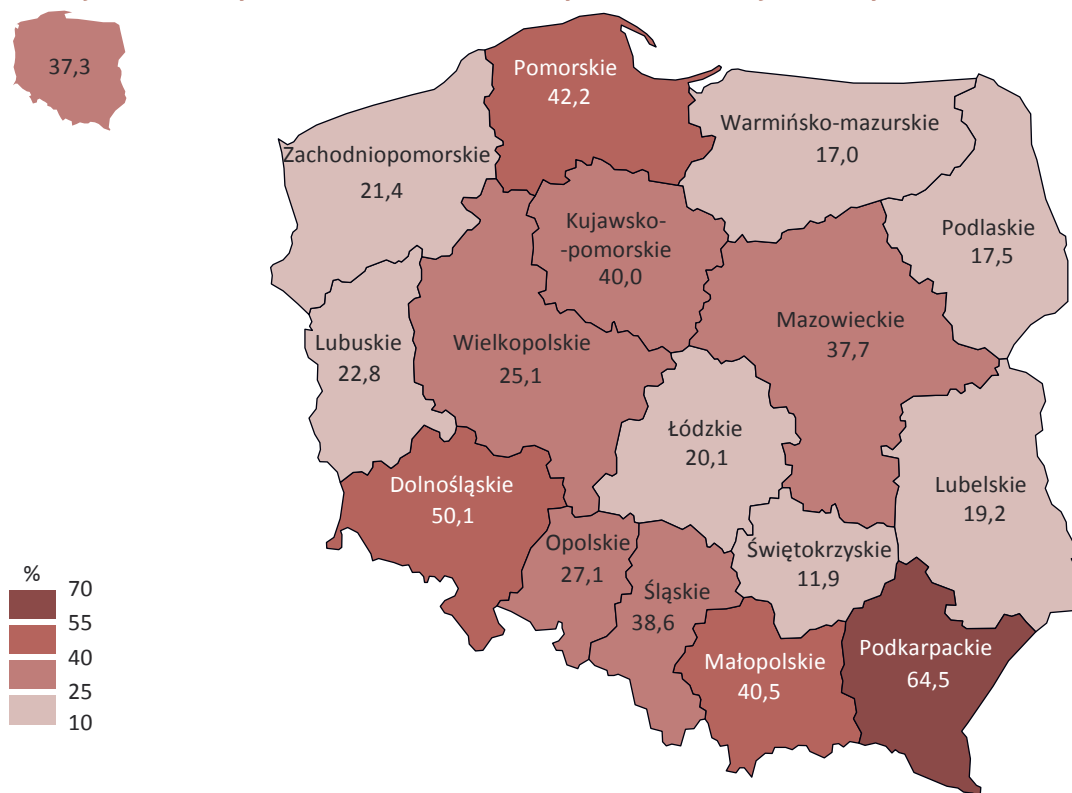 37,3
Pomorskie
42,2
Warmińsko-mazurskie
17,0
Zachodniopomorskie
21,4
Podlaskie
17,5
Kujawsko-
-pomorskie
40,0
Mazowieckie
37,7
Lubuskie
22,8
Wielkopolskie
25,1
Łódzkie
20,1
Lubelskie
19,2
Dolnośląskie
50,1
Opolskie
27,1
Świętokrzyskie
11,9
Śląskie
38,6
Małopolskie
40,5
Podkarpackie
64,5
%
70
55
40
25
10